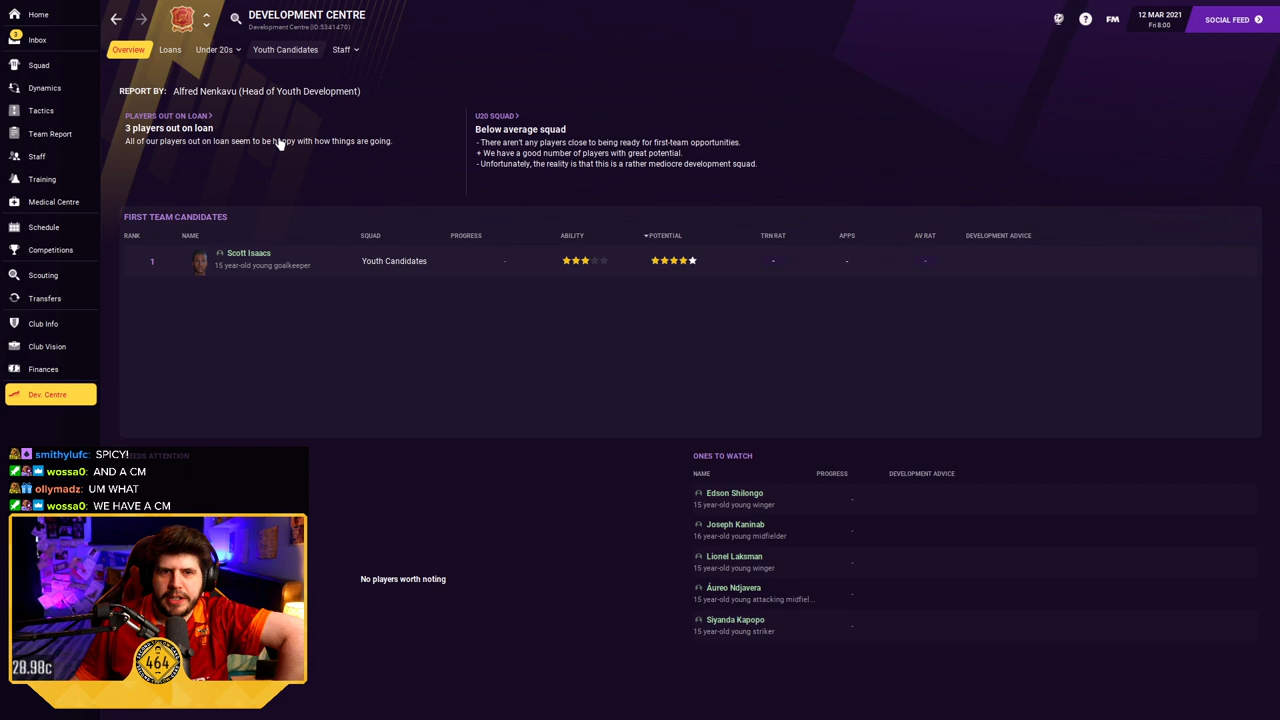 Home
3
Inbox
Squad
Dynamics
Tactics
Team Report
Staff
Training
Medical Centre
Schedule
Competitions
Scouting
Transfers
Club Info
Club Vision
Finances
Dev. Centre
DEVELOPMENT CENTRE
Development Centre (ID:5341470)
? FM
12 MAR 2021
Fri 8:00
SOCIAL FEED
Overview Loans Under 20s Youth Candidates Staff
REPORT BY: Alfred Nenkavu (Head of Youth Development)
PLAYERS OUT ON LOAN >
3 players out on loan
All of our players out on loan seem to be happy with how things are going.
U20 SQUAD >
Below average squad
- There aren't any players close to being ready for first-team opportunities.
+ We have a good number of players with great potential.
- Unfortunately, the reality is that this is a rather mediocre development squad.
FIRST TEAM CANDIDATES
RANK NAME SQUAD PROGRESS ABILITY POTENTIAL TRN RAT APPS AV RAT DEVELOPMENT ADVICE
1 Scott Isaacs Youth Candidates - - - -
15 year-old young goalkeeper
NEEDS ATTENTION
No players worth noting
ONES TO WATCH
NAME PROGRESS DEVELOPMENT ADVICE
Edson Shilongo -
15 year-old young winger
Joseph Kaninab -
16 year-old young midfielder
Lionel Laksman -
15 year-old young winger
Áureo Ndjavera -
15 year-old young attacking midfiel...
Siyanda Kapopo -
15 year-old young striker
smithylufc: SPICY!
wossa0: AND A CM
ollymadz: UM WHAT
wossa0: WE HAVE A CM
28.98c
464